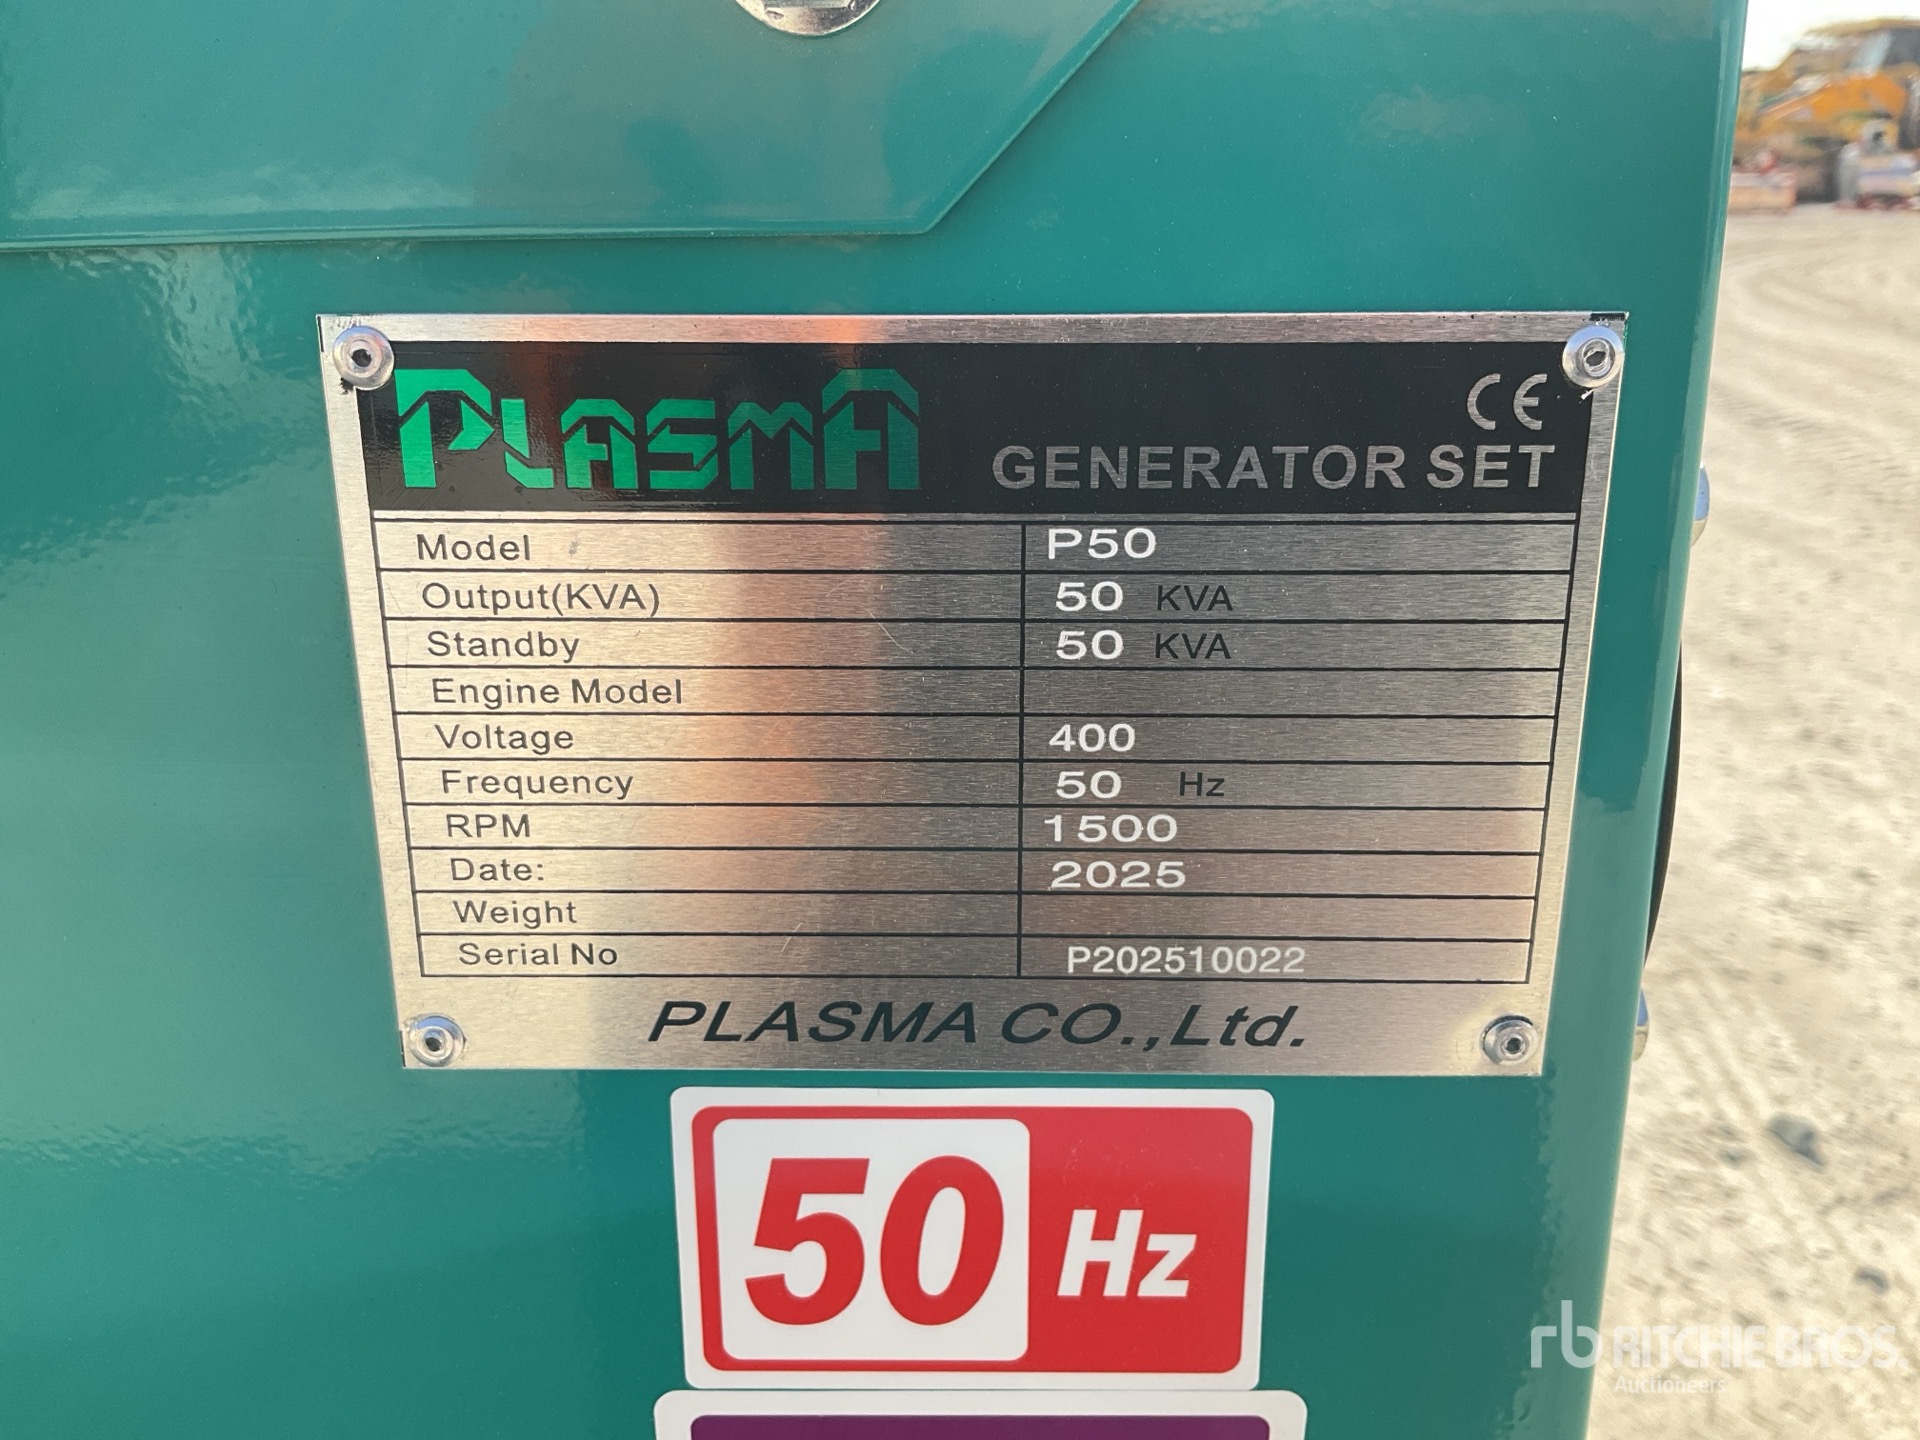 PLASMA
CE
GENERATOR SET
Model P50
Output(KVA) 50 KVA
Standby 50 KVA
Engine Model
Voltage 400
Frequency 50 Hz
RPM 1500
Date: 2025
Weight
Serial No P202510022
PLASMA CO.,Ltd.
50 Hz
rb RITCHIE BROS.
Auctioneers